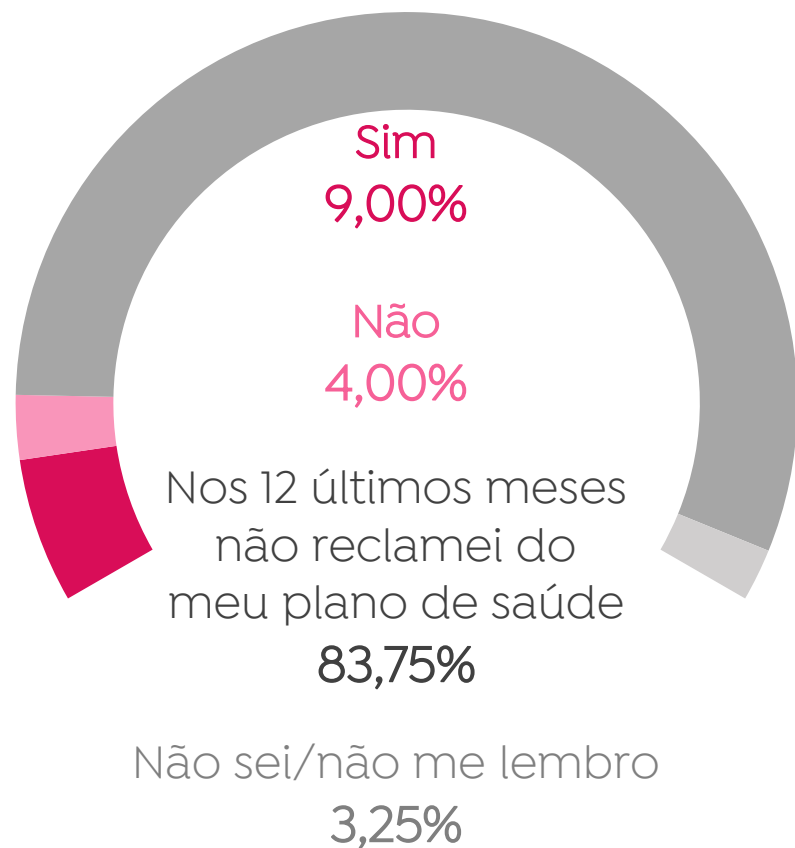 Sim
9,00%
Não
4,00%
Nos 12 últimos meses
não reclamei do
meu plano de saúde
83,75%
Não sei/não me lembro
3,25%